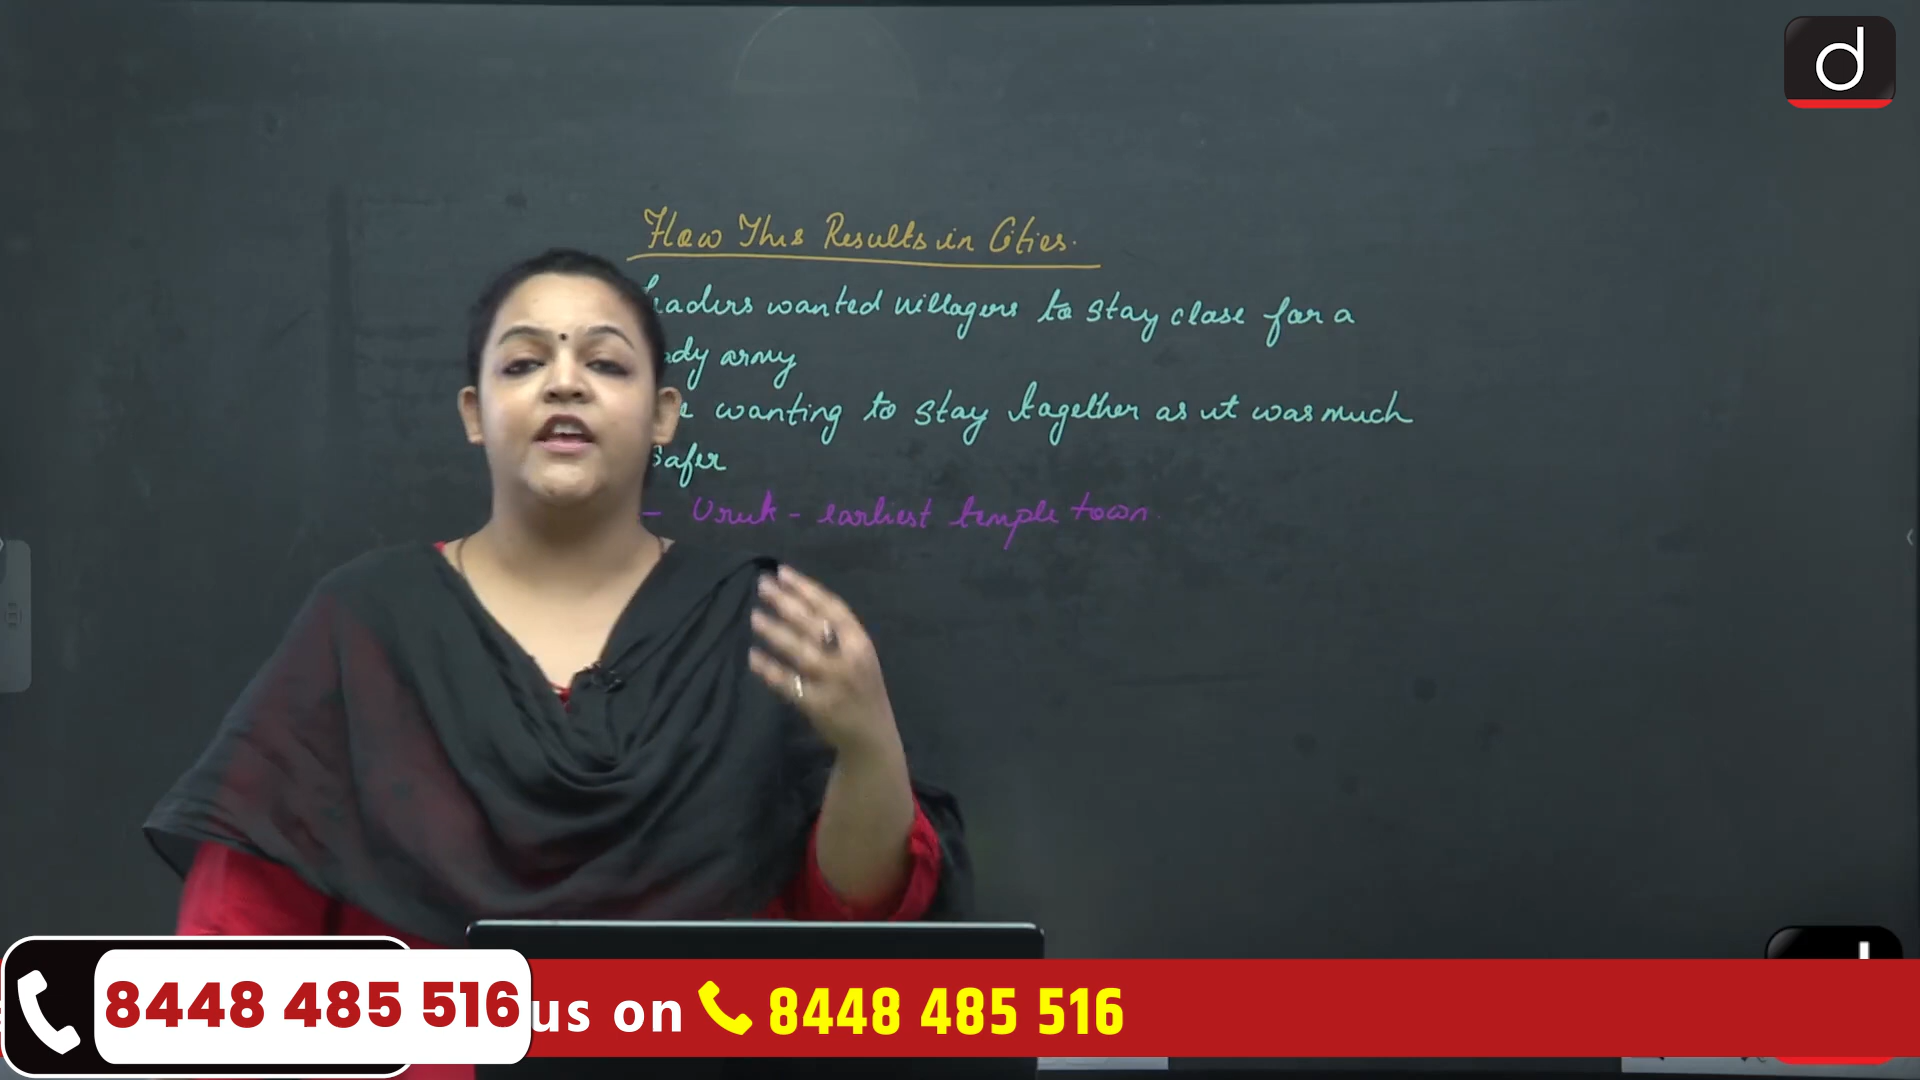 d
How This Results in Cities.
Leaders wanted villagers to stay close for a
ady army
e wanting to stay together as it was much
Safer
- Uruk - earliest temple town.
8448 485 516
us on 8448 485 516